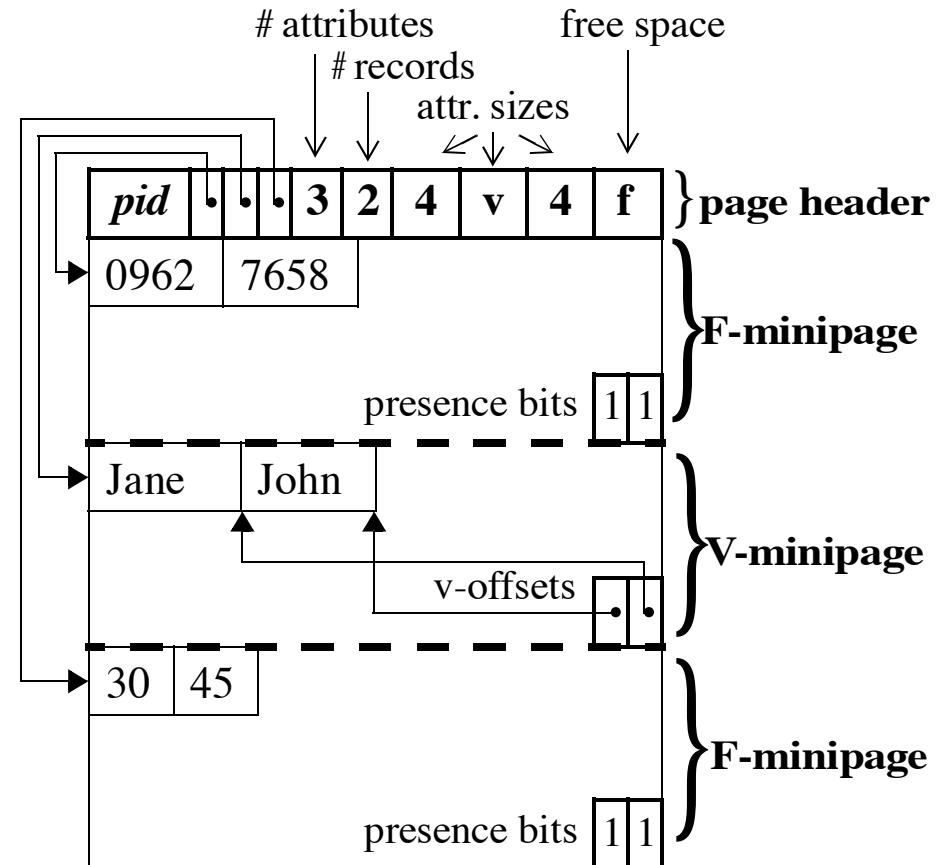 # attributes
free space
# records
attr. sizes
pid 3 2 4 v 4 f
page header
0962 7658
F-minipage
presence bits 1 1
Jane John
V-minipage
v-offsets
30 45
F-minipage
presence bits 1 1